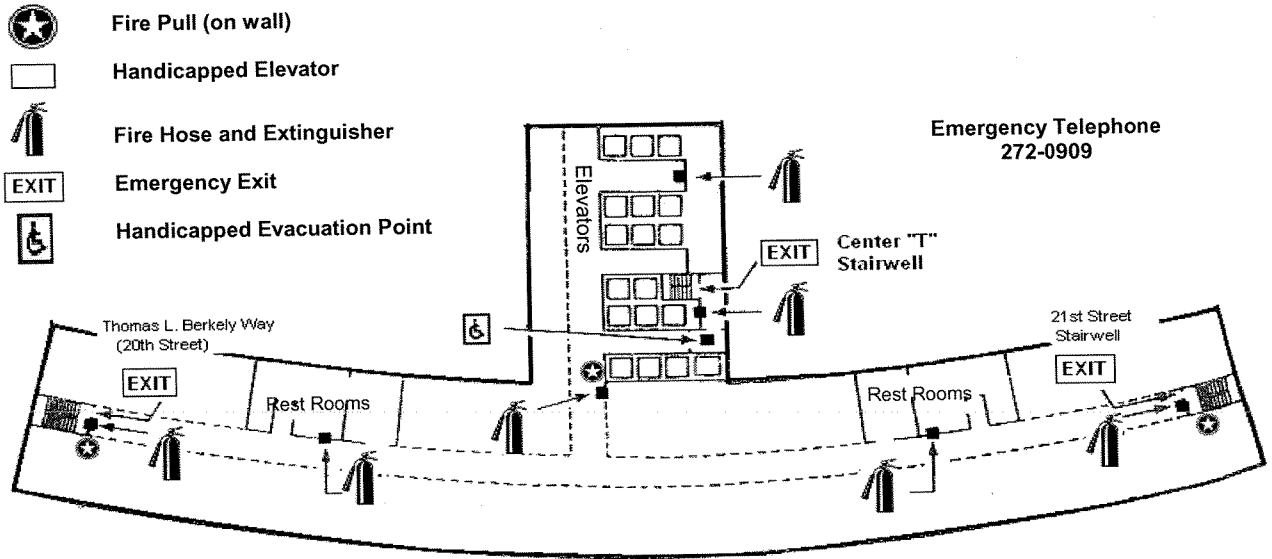 Fire Pull (on wall)
Handicapped Elevator
Fire Hose and Extinguisher
EXIT
Emergency Exit
Handicapped Evacuation Point
Emergency Telephone
272-0909
Elevators
EXIT
Center "T"
Stairwell
Thomas L. Berkely Way
(20th Street)
EXIT
Rest Rooms
Rest Rooms
21st Street
Stairwell
EXIT